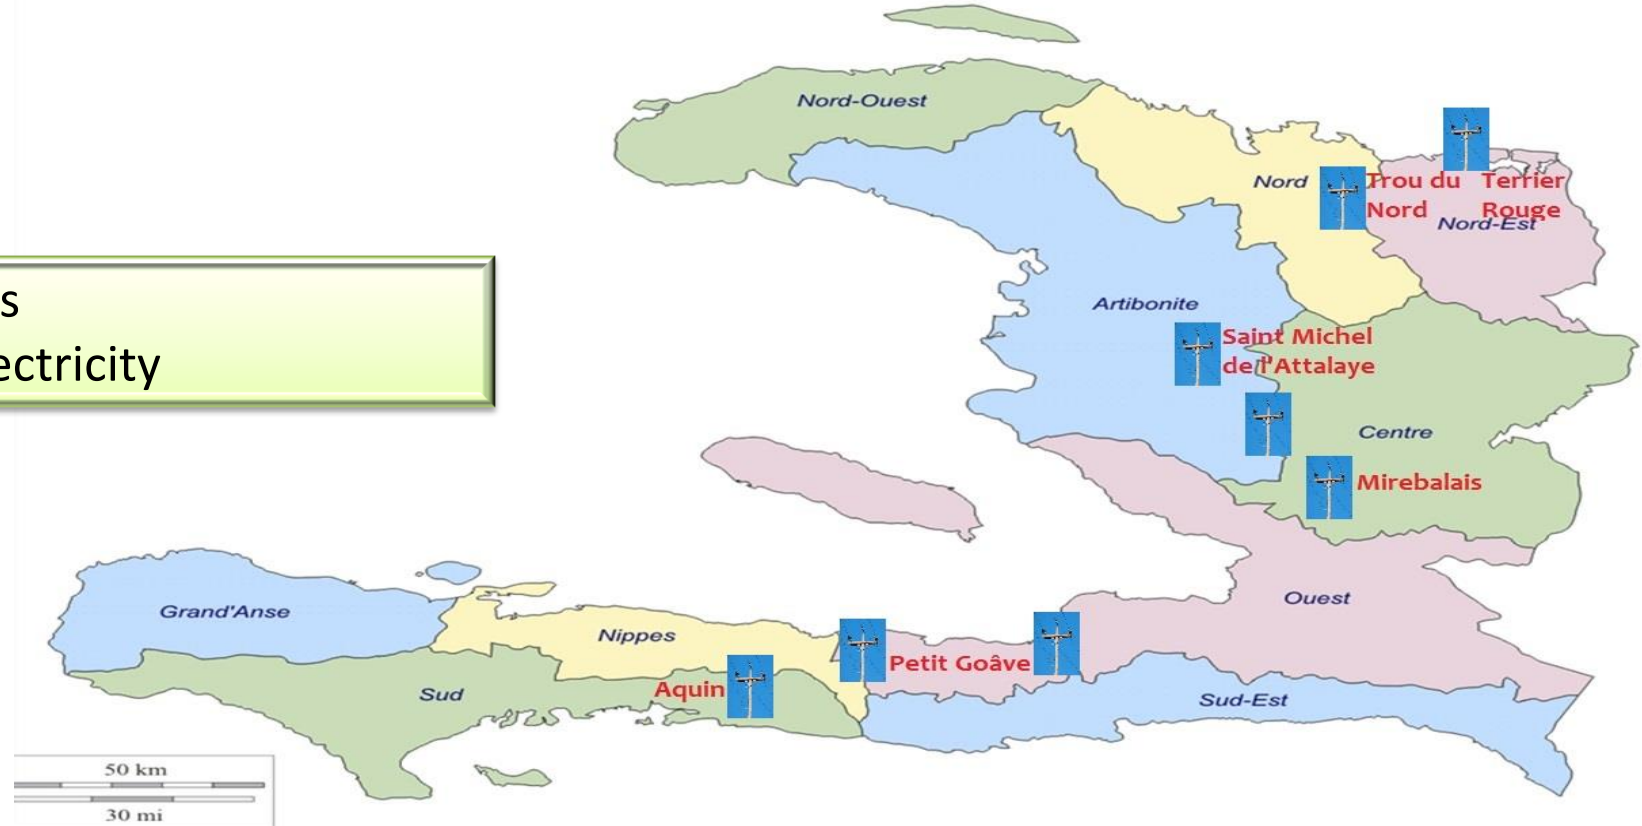 s
ectricity
Nord-Ouest
Nord
Trou du
Nord
Terrier
Rouge
Nord-Est
Artibonite
Saint Michel
de l'Attalaye
Centre
Mirebalais
Ouest
Grand'Anse
Nippes
Petit Goâve
Aquin
Sud
Sud-Est
50 km
30 mi